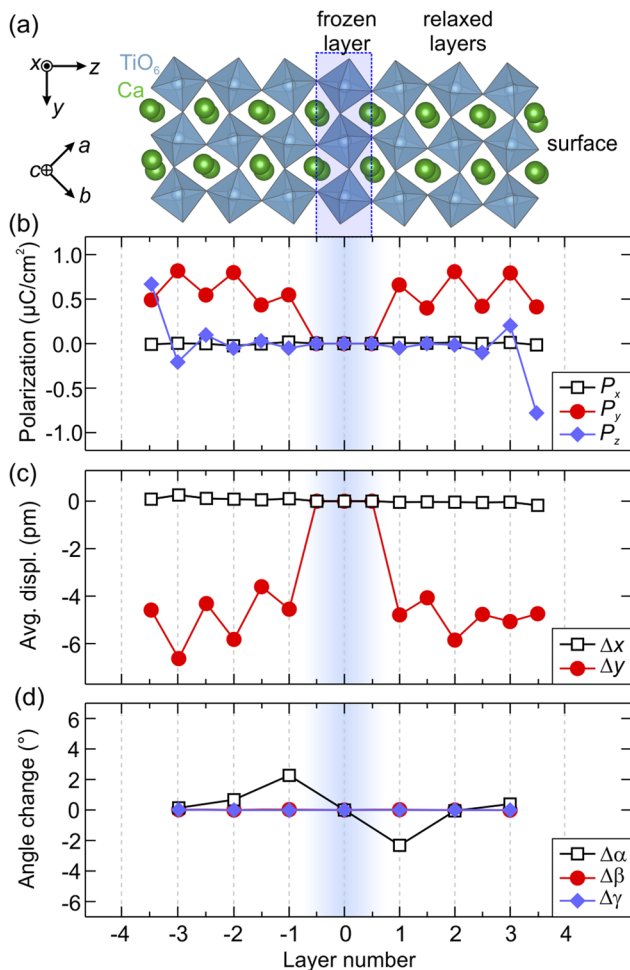 (a)
frozen layer
relaxed layers
x
z
y
TiO6
Ca
a
c
b
surface
(b)
Polarization (μC/cm²)
1.0
0.5
0.0
-0.5
-1.0
Px
Py
Pz
(c)
Avg. displ. (pm)
0
-2
-4
-6
Δx
Δy
(d)
Angle change (°)
6
4
2
0
-2
-4
-6
Δα
Δβ
Δγ
-4 -3 -2 -1 0 1 2 3 4
Layer number